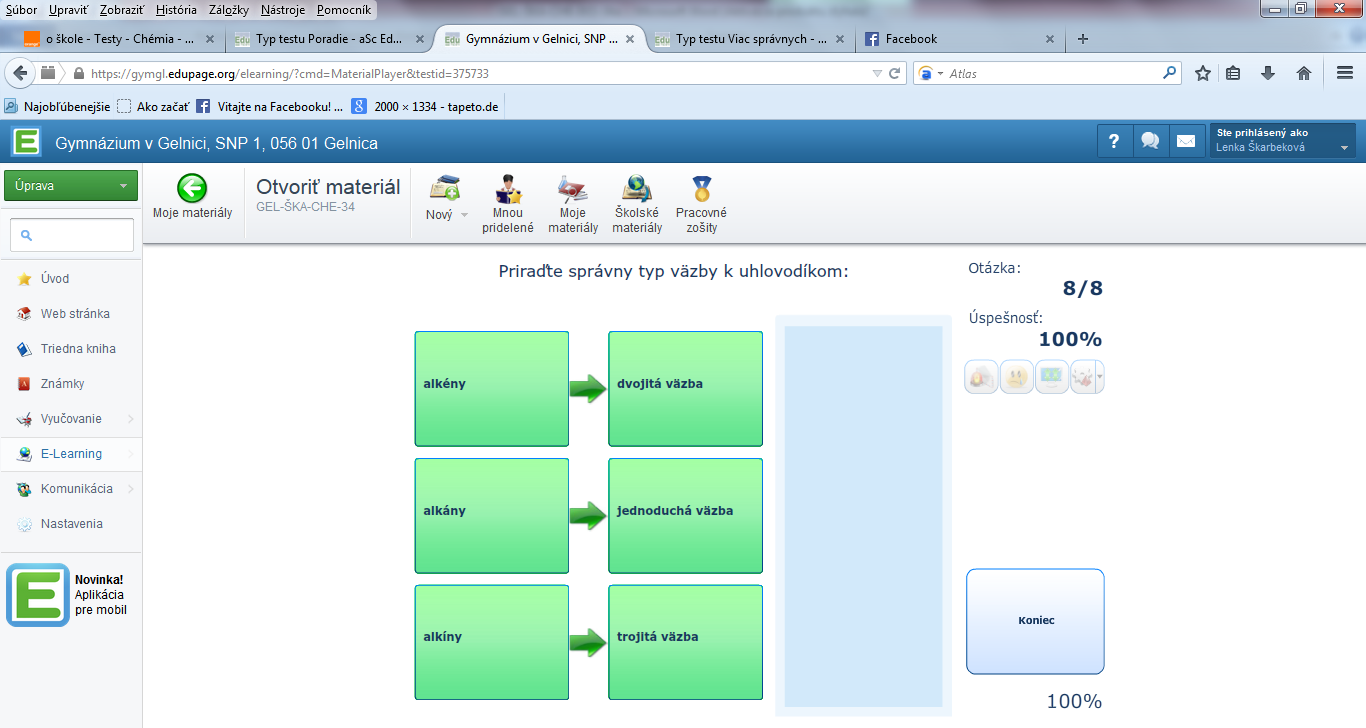 Súbor Upraviť Zobraziť História Záložky Nástroje Pomocník
o škole - Testy - Chémia - ...
Typ testu Poradie - aSc Ed...
Gymnázium v Gelnici, SNP ...
Typ testu Viac správnych - ...
Facebook
https://gymgl.edupage.org/elearning/?cmd=MaterialPlayer&testid=375733
Atlas
Najobľúbenejšie Ako začať Vitajte na Facebooku! ... 2000 × 1334 - tapeto.de
Gymnázium v Gelnici, SNP 1, 056 01 Gelnica
?
Ste prihlásený ako
Lenka Škarbeková
Úprava
Moje materiály
Otvoriť materiál
GEL-ŠKA-CHE-34
Nový
Mnou
pridelené
Moje
materiály
Školské
materiály
Pracovné
zošity
Úvod
Web stránka
Triedna kniha
Známky
Vyučovanie
E-Learning
Komunikácia
Nastavenia
Novinka!
Aplikácia
pre mobil
Priraďte správny typ väzby k uhlovodíkom:
alkény
dvojitá väzba
alkány
jednoduchá väzba
alkíny
trojitá väzba
Otázka:
8/8
Úspešnosť:
100%
Koniec
100%